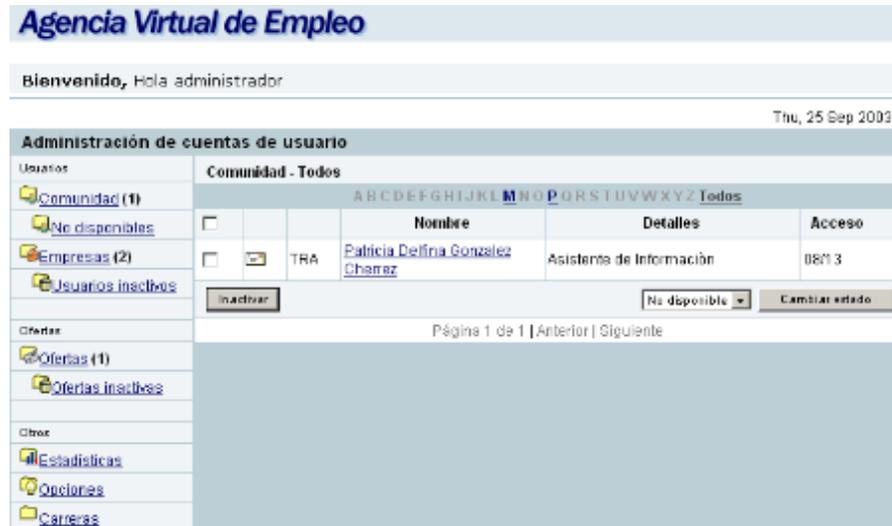 Agencia Virtual de Empleo
Bienvenido, Hola administrador
Thu, 25 Sep 2003
Administración de cuentas de usuario
Usuarios
Comunidad (1)
No disponibles
Empresas (2)
Usuarios inactivos
Ofertas
Ofertas (1)
Ofertas inactivas
Otros
Estadisticas
Opciones
Carreras
Comunidad - Todos
A B C D E F G H I J K L M N O P Q R S T U V W X Y Z Todos
Nombre Detalles Acceso
TRA Patricia Delfina Gonzalez Cherrez Asistente de Informaciòn 08/13
Inactivar No disponible Cambiar estado
Página 1 de 1 | Anterior | Siguiente